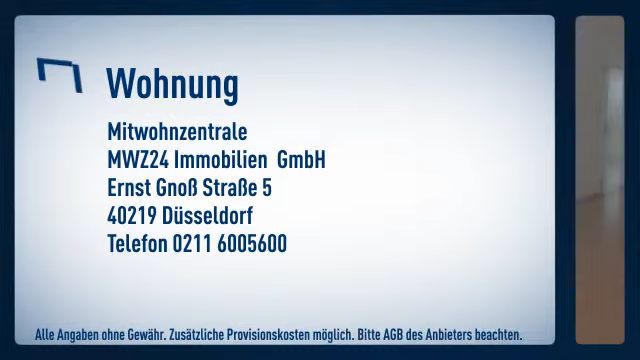 Wohnung
Mitwohnzentrale
MWZ24 Immobilien GmbH
Ernst Gnoß Straße 5
40219 Düsseldorf
Telefon 0211 6005600
Alle Angaben ohne Gewähr. Zusätzliche Provisionskosten möglich. Bitte AGB des Anbieters beachten.